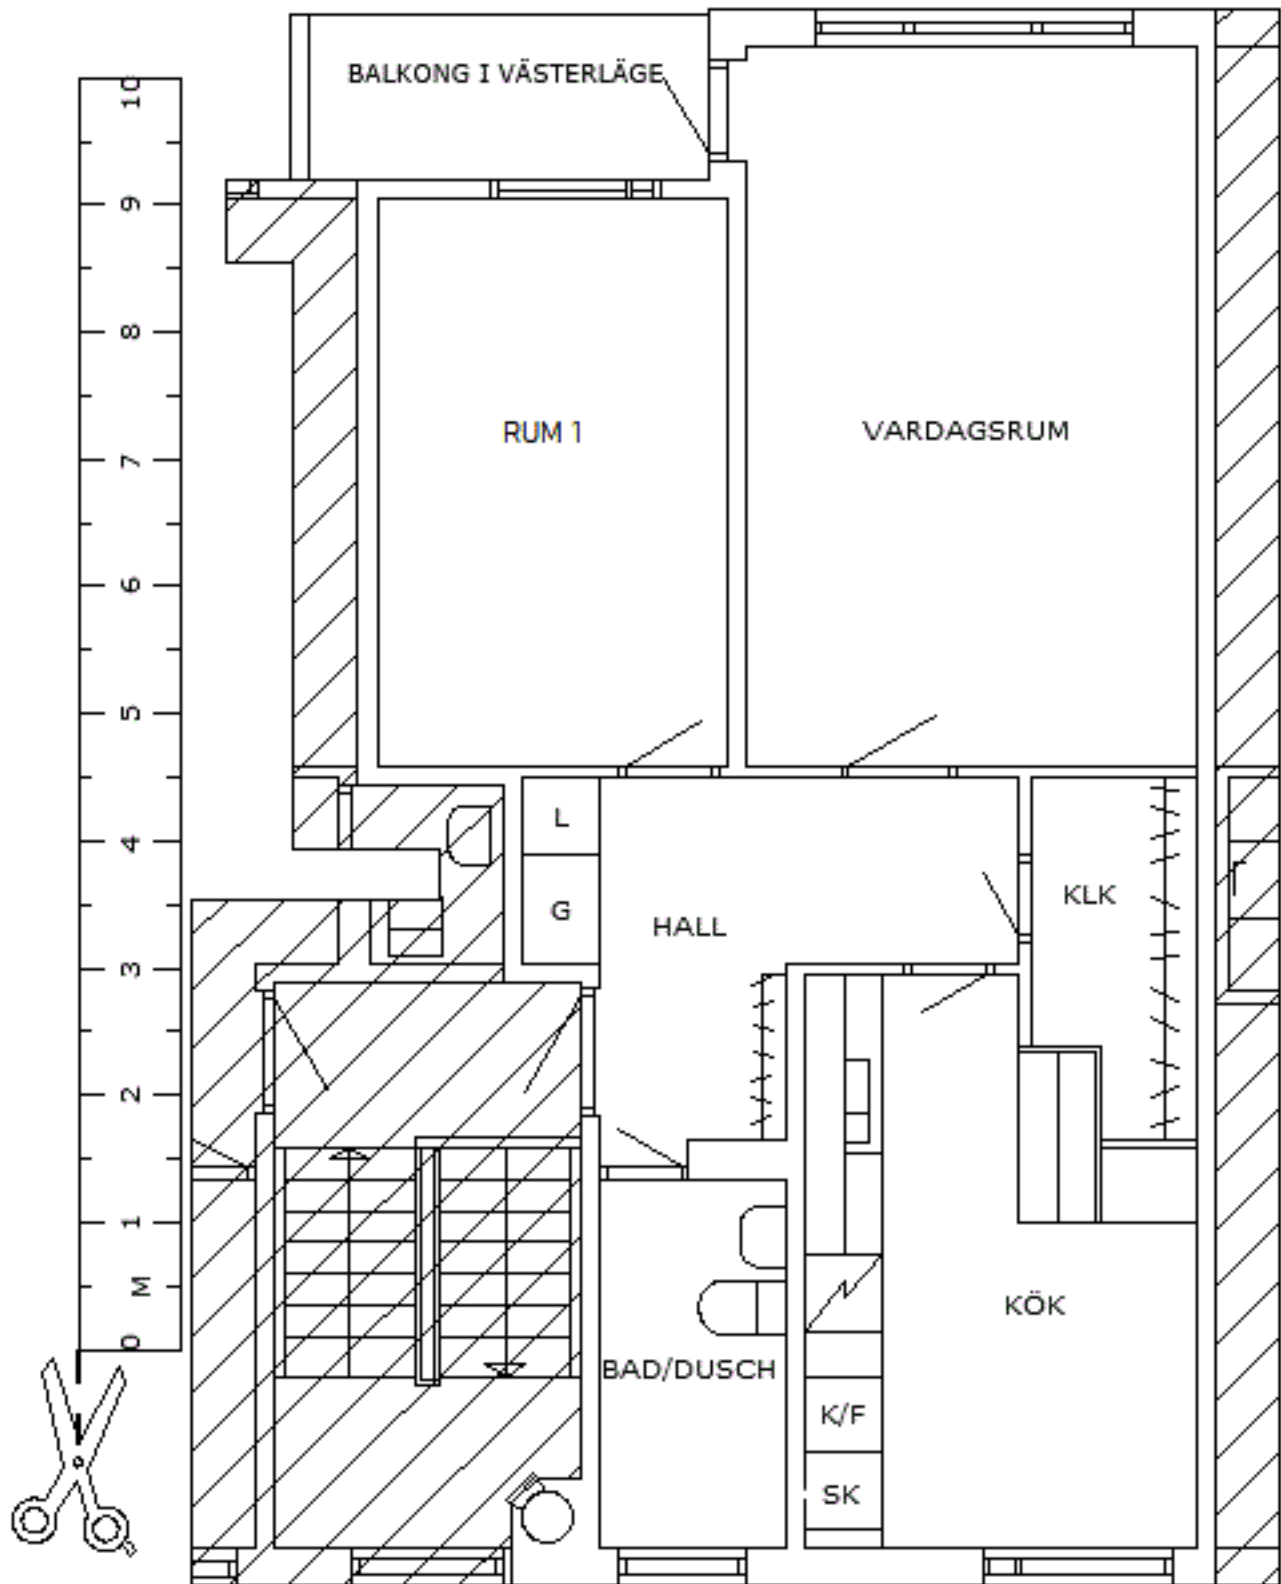 BALKONG I VÄSTERLÄGE
10
9
8
7
6
5
4
3
2
1
M
0
RUM 1
VARDAGSRUM
L
G
HALL
KLK
KÖK
BAD/DUSCH
K/F
SK